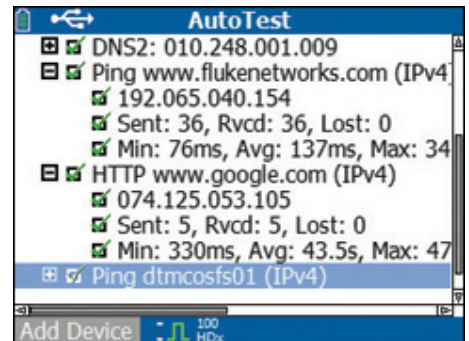 AutoTest
DNS2: 010.248.001.009
Ping www.flukenetworks.com (IPv4
192.065.040.154
Sent: 36, Rvcd: 36, Lost: 0
Min: 76ms, Avg: 137ms, Max: 34
HTTP www.google.com (IPv4)
074.125.053.105
Sent: 5, Rvcd: 5, Lost: 0
Min: 330ms, Avg: 43.5s, Max: 47
Ping dtmcosfs01 (IPv4)
Add Device 100
HDx